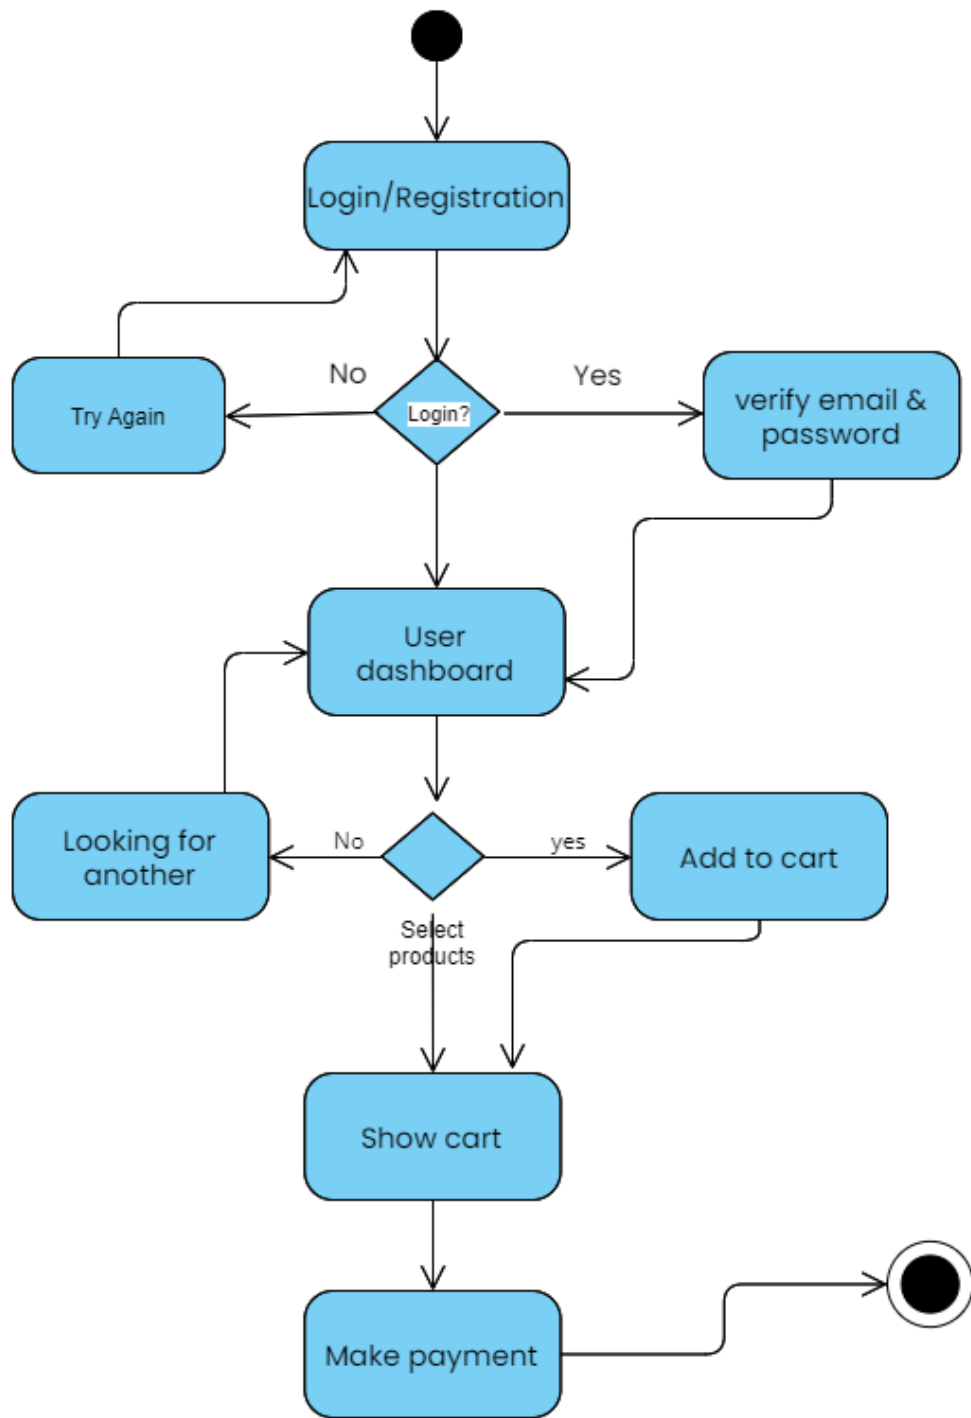 Login/Registration
No
Yes
Login?
Try Again
verify email &
password
User
dashboard
Looking for
another
No
yes
Add to cart
Select
products
Show cart
Make payment